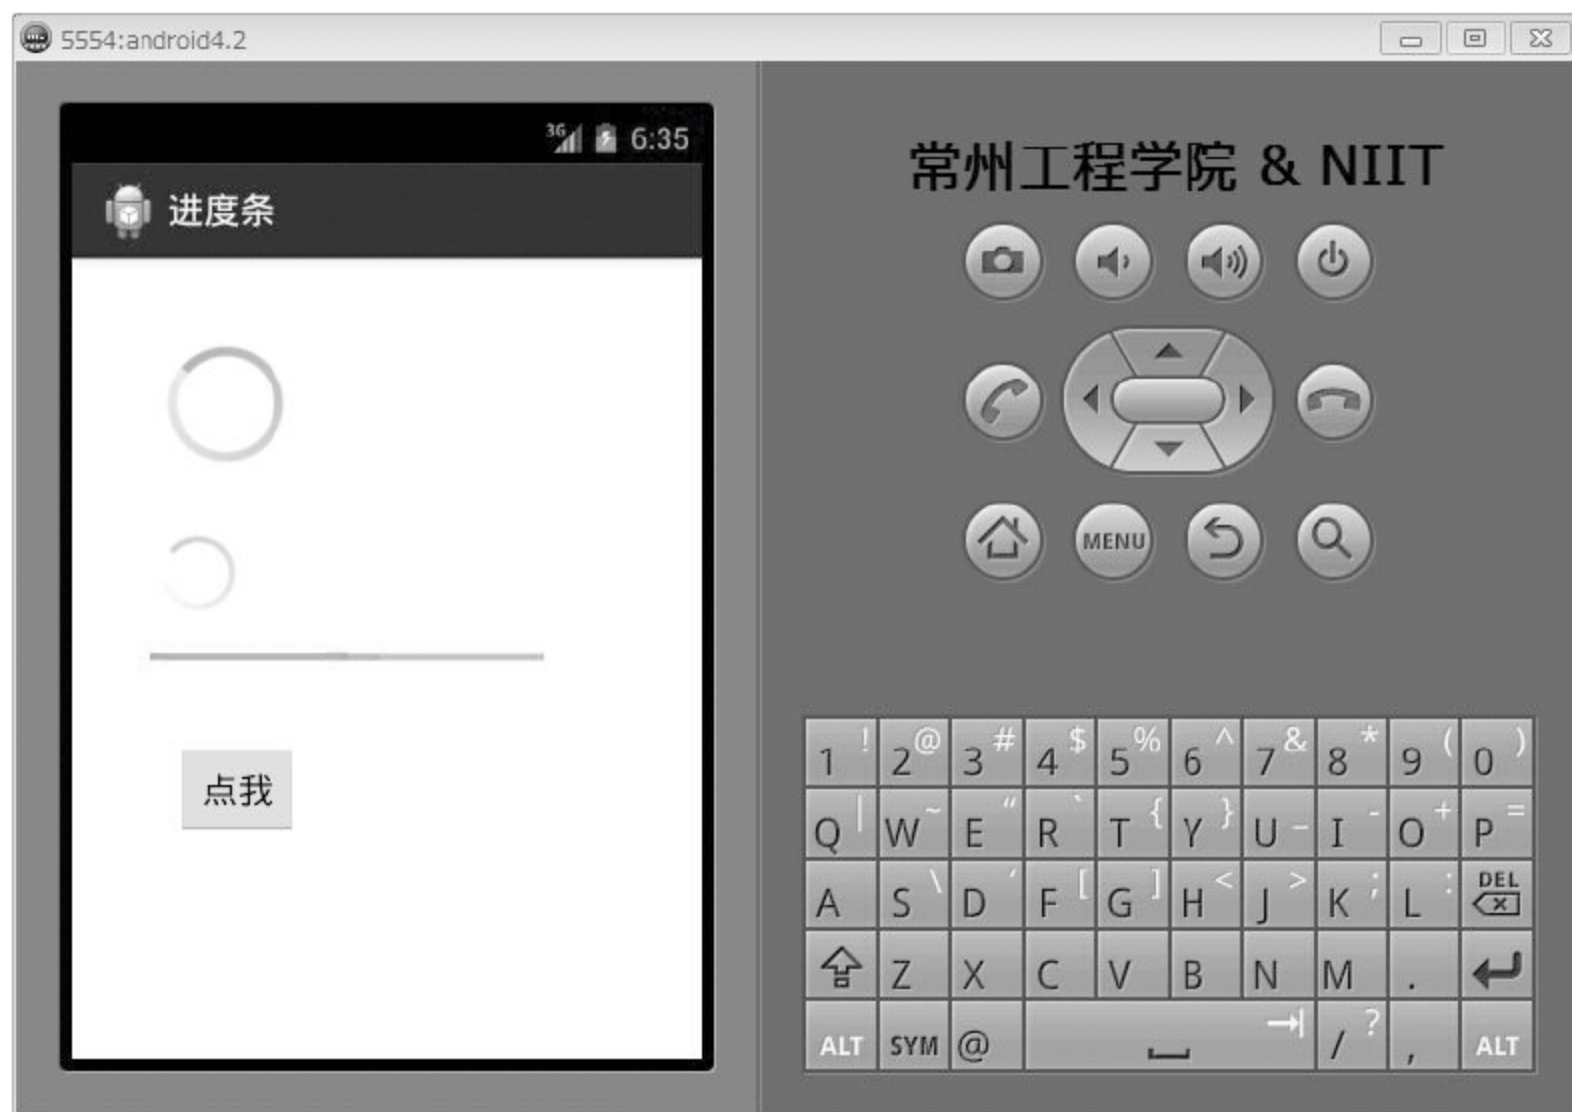 5554:android4.2
3G 6:35
进度条
点我
常州工程学院 & NIIT
MENU
1 ! 2 @ 3 # 4 $ 5 % 6 ^ 7 & 8 * 9 ( 0 )
Q | W ~ E " R ` T { Y } U _ I - O + P =
A S \ D ' F [ G ] H < J > K ; L : DEL
Z X C V B N M .
ALT SYM @ / ? , ALT